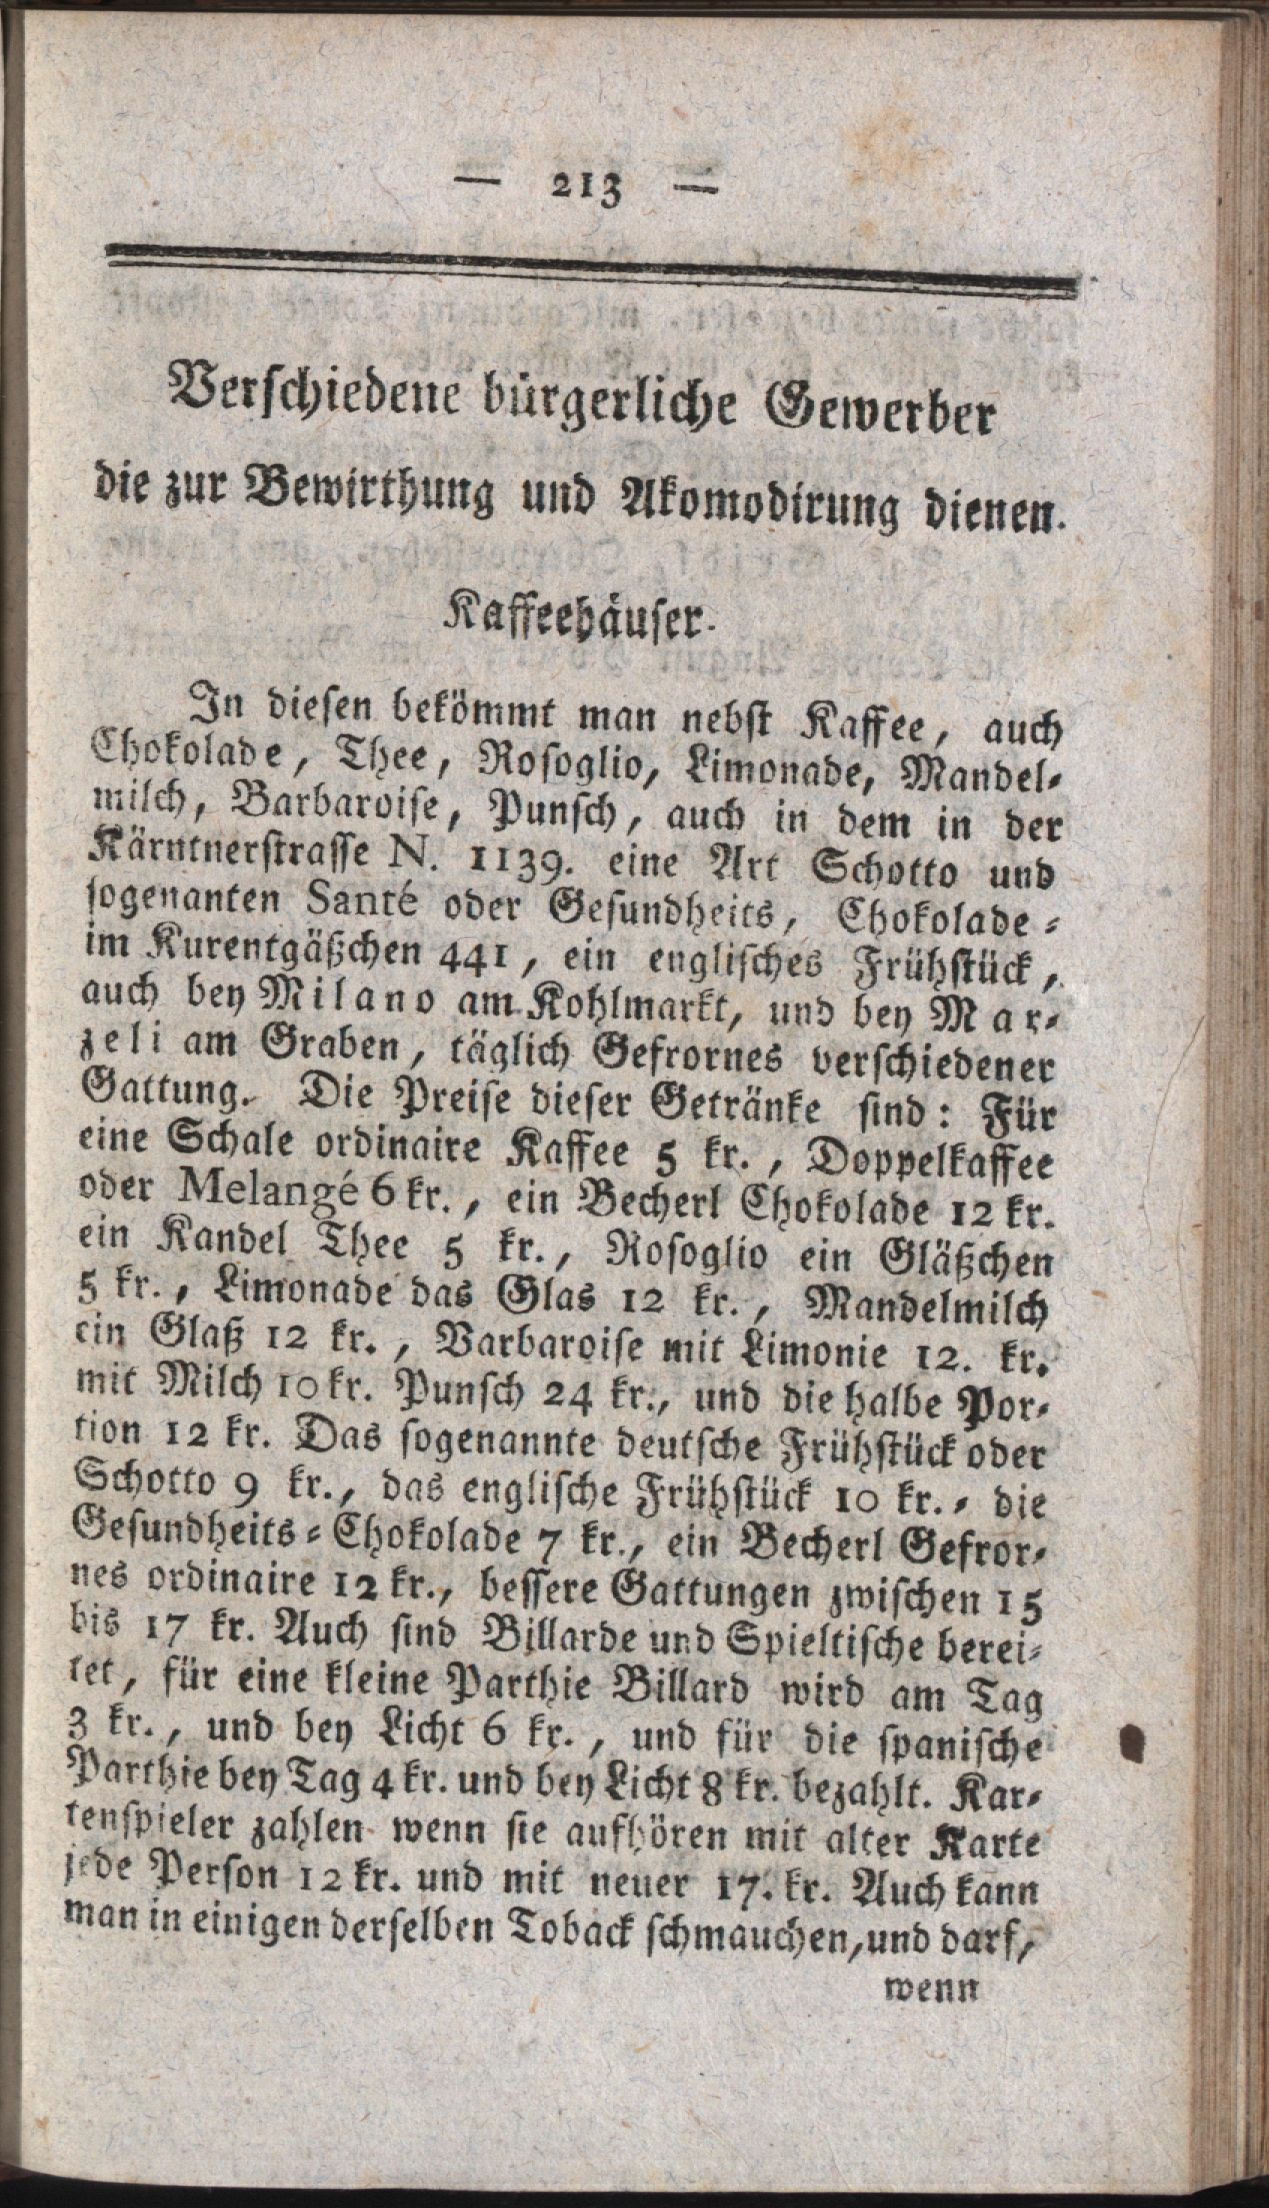 — 213 —
Verschiedene bürgerliche Gewerber
die zur Bewirthung und Akomodirung dienen.
Kaffeehäuser.
In diesen bekömmt man nebst Kaffee, auch
Chokolade, Thee, Rosoglio, Limonade, Mandel-
milch, Barbaroise, Punsch, auch in dem in der
Kärntnerstrasse N. 1139. eine Art Schotto und
sogenanten Santé oder Gesundheits, Chokolade-
im Kurentgäßchen 441, ein englisches Frühstück,
auch bey Milano am Kohlmarkt, und bey Mar-
zeli am Graben, täglich Gefrornes verschiedener
Gattung. Die Preise dieser Getränke sind: Für
eine Schale ordinaire Kaffee 5 kr., Doppelkaffee
oder Melangé 6 kr., ein Becherl Chokolade 12 kr.
ein Kandel Thee 5 kr., Rosoglio ein Gläßchen
5 kr., Limonade das Glas 12 kr., Mandelmilch
ein Glaß 12 kr., Barbaroise mit Limonie 12. kr.
mit Milch 10 kr. Punsch 24 kr., und die halbe Por-
tion 12 kr. Das sogenannte deutsche Frühstück oder
Schotto 9 kr., das englische Frühstück 10 kr.- die
Gesundheits-Chokolade 7 kr., ein Becherl Gefror-
nes ordinaire 12 kr., bessere Gattungen zwischen 15
bis 17 kr. Auch sind Billarde und Spieltische berei-
tet, für eine kleine Parthie Billard wird am Tag
3 kr., und bey Licht 6 kr., und für die spanische
Parthie bey Tag 4 kr. und bey Licht 8 kr. bezahlt. Kar-
tenspieler zahlen wenn sie aufhören mit alter Karte
jede Person 12 kr. und mit neuer 17. kr. Auch kann
man in einigen derselben Toback schmauchen, und darf,
wenn